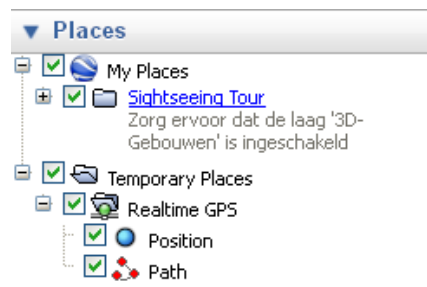 Places
My Places
Sightseeing Tour
Zorg ervoor dat de laag '3D-
Gebouwen' is ingeschakeld
Temporary Places
Realtime GPS
Position
Path